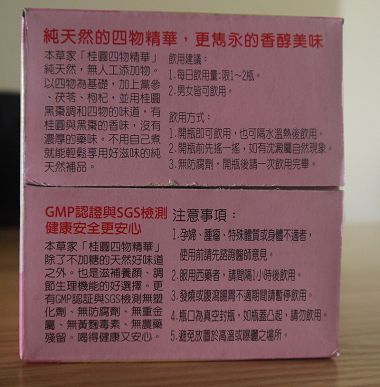 純天然的四物精華，更雋永的香醇美味
本草家「桂圓四物精華」
純天然，無人工添加物。
以四物為基礎，加上黨參
、茯苓、枸杞，並用桂圓
黑棗調和四物的味道，有
桂圓與黑棗的香味，沒有
濃厚的藥味。不用自己煮
就能輕鬆享用好滋味的純
天然補品。
飲用建議：
1.每日飲用量:限1~2瓶。
2.男女皆可飲用。
飲用方式：
1.開瓶即可飲用，也可隔水溫熱後飲用。
2.開瓶前先搖一搖，如有沈澱屬自然現象。
3.無防腐劑，開瓶後請一次飲用完畢。
GMP認證與SGS檢測
健康安全更安心
本草家「桂圓四物精華」
除了不加糖的天然好味道
之外。也是滋補養顏、調
節生理機能的好選擇。更
有GMP認証與SGS檢測無塑
化劑、無防腐劑、無重金
屬、無黃麴毒素、無農藥
殘留。喝得健康又安心。
注意事項：
1.孕婦、腫瘤、特殊體質或身體不適者，
使用前請先諮詢醫師意見。
2.服用西藥者，請間隔1小時後飲用。
3.發燒或腹瀉腸胃不適期間請暫停飲用。
4.瓶口為真空封瓶，如瓶蓋凸起，請勿飲用。
5.避免放置於高溫或曝曬之場所。